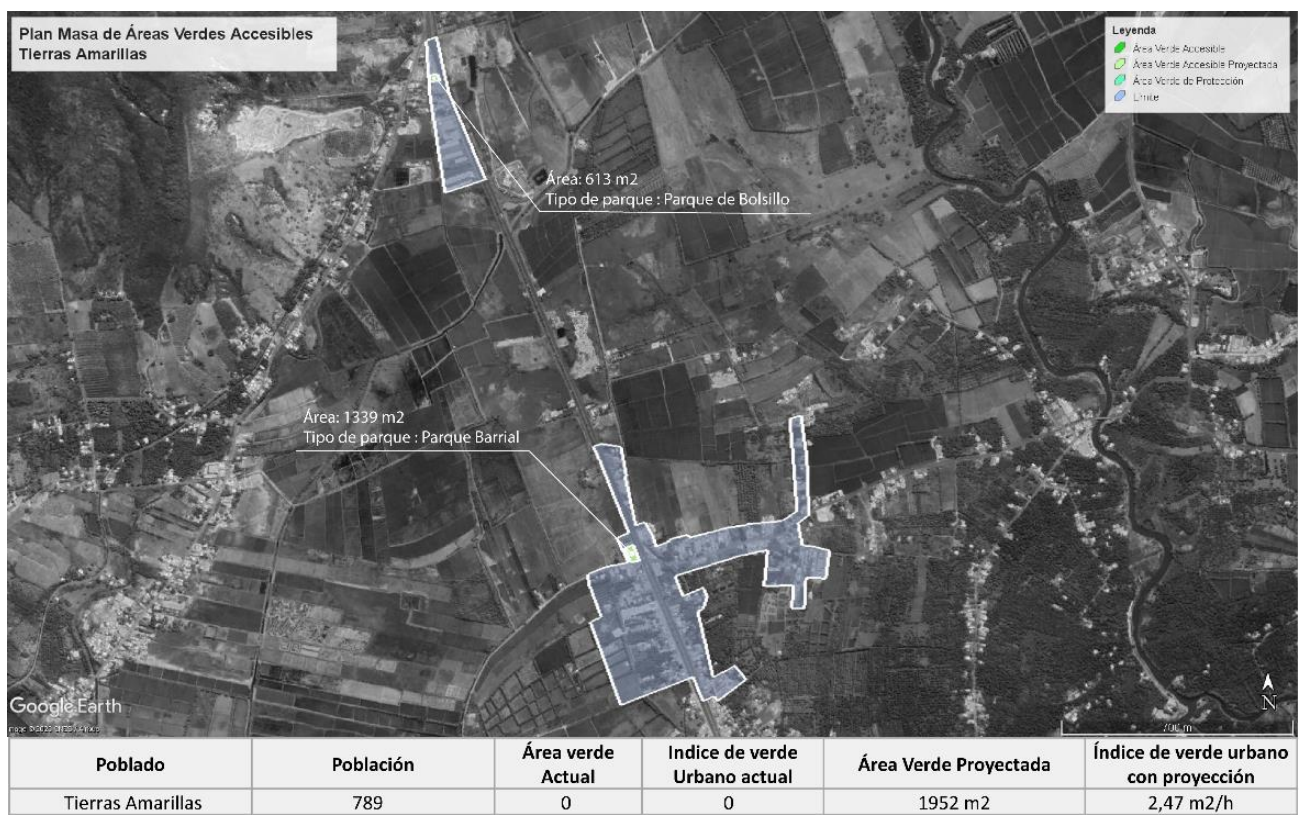 Plan Masa de Áreas Verdes Accesibles
Tierras Amarillas
Leyenda
Área Verde Accesible
Área Verde Accesible Proyectada
Área Verde de Protección
Límite
Área: 613 m2
Tipo de parque : Parque de Bolsillo
Área: 1339 m2
Tipo de parque : Parque Barrial
Google Earth
N
700 m
Poblado Población Área verde Actual Indice de verde Urbano actual Área Verde Proyectada Índice de verde urbano con proyección
Tierras Amarillas 789 0 0 1952 m2 2,47 m2/h